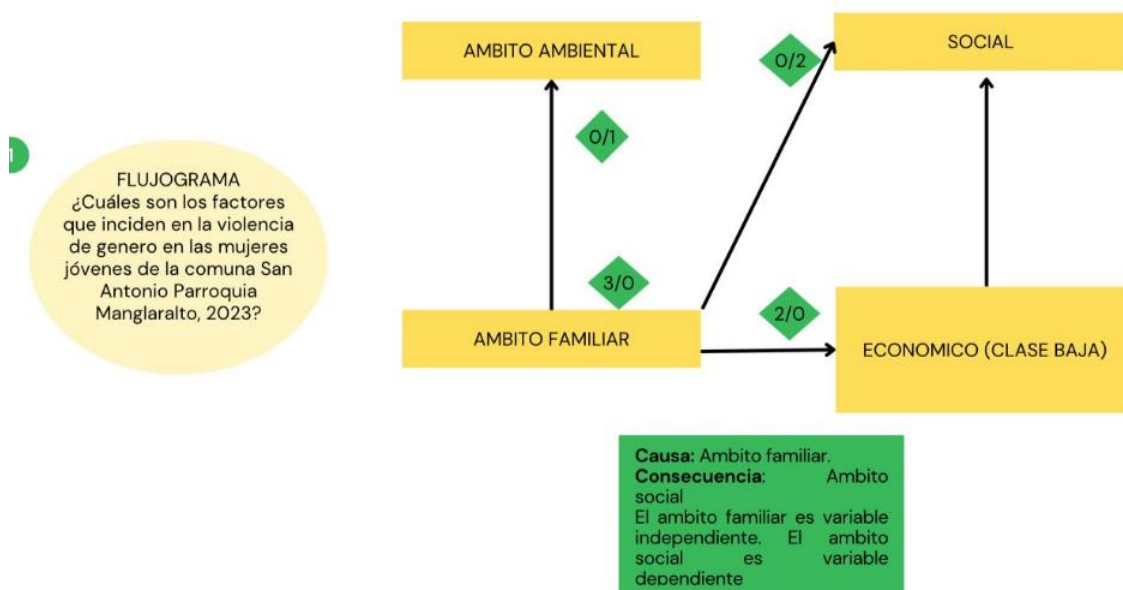 AMBITO AMBIENTAL
SOCIAL
0/2
0/1
1
FLUJOGRAMA
¿Cuáles son los factores
que inciden en la violencia
de genero en las mujeres
jóvenes de la comuna San
Antonio Parroquia
Manglaralto, 2023?
3/0
2/0
AMBITO FAMILIAR
ECONOMICO (CLASE BAJA)
Causa: Ambito familiar.
Consecuencia: Ambito
social
El ambito familiar es variable
independiente. El ambito
social es variable
dependiente